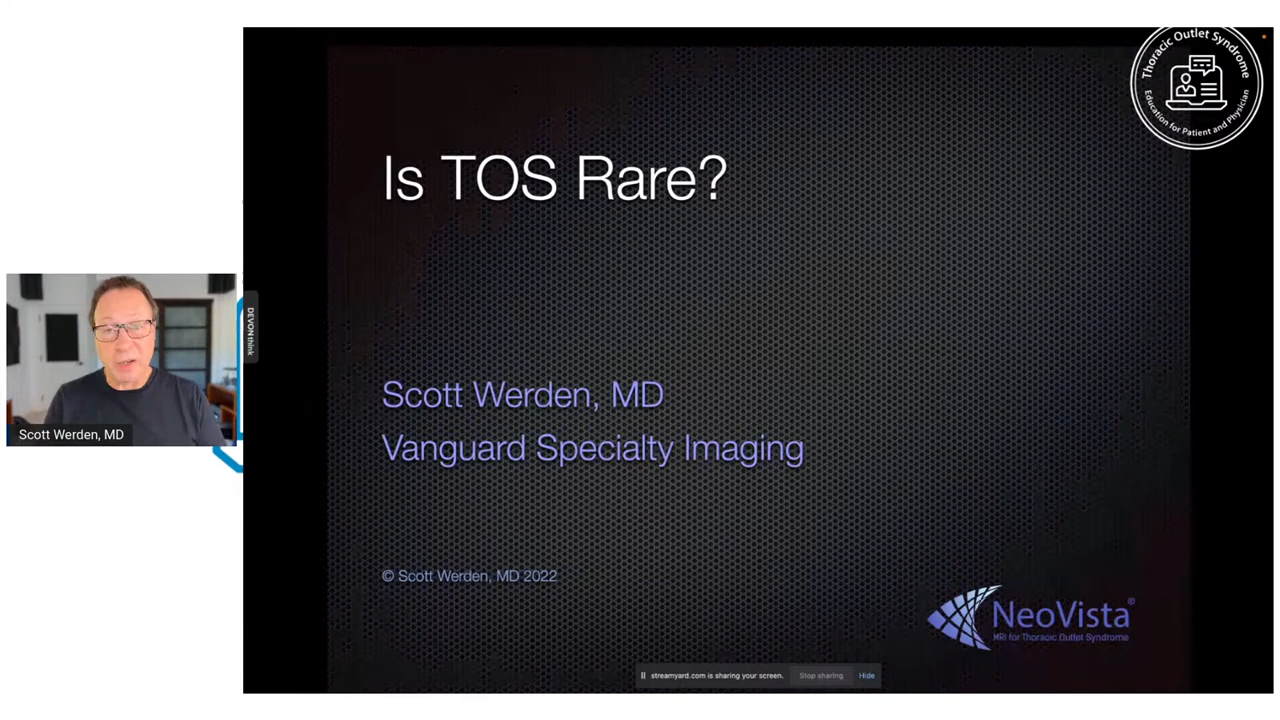 Thoracic Outlet Syndrome
Education for Patient and Physician
Is TOS Rare?
DEVONthink
Scott Werden, MD
Scott Werden, MD
Vanguard Specialty Imaging
© Scott Werden, MD 2022
NeoVista®
MRI for Thoracic Outlet Syndrome
streamyard.com is sharing your screen. Stop sharing Hide